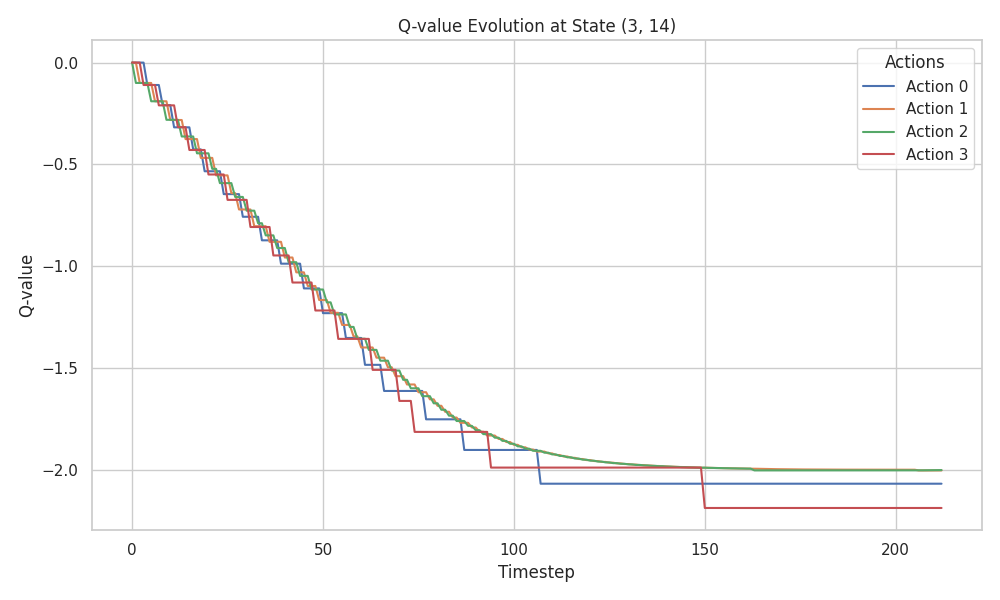 Q-value Evolution at State (3, 14)
Actions
Action 0
Action 1
Action 2
Action 3
Q-value
0.0
−0.5
−1.0
−1.5
−2.0
0 50 100 150 200
Timestep